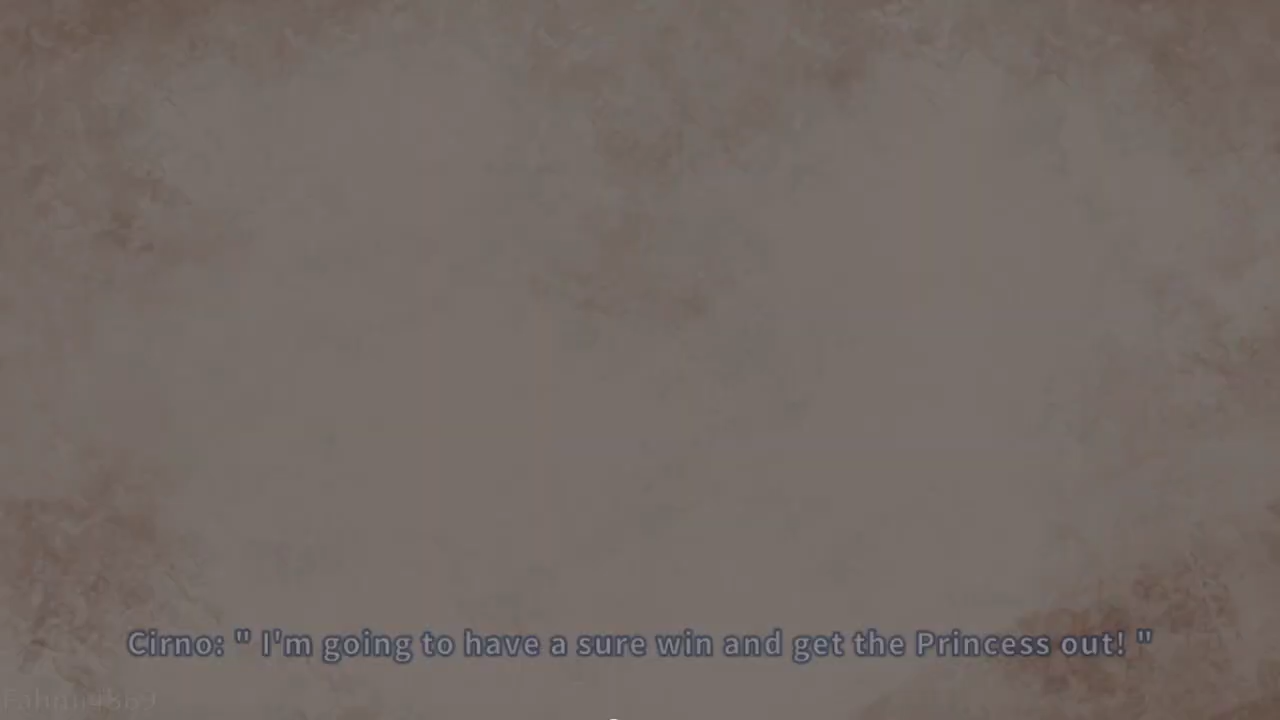 Cirno: " I'm going to have a sure win and get the Princess out! "